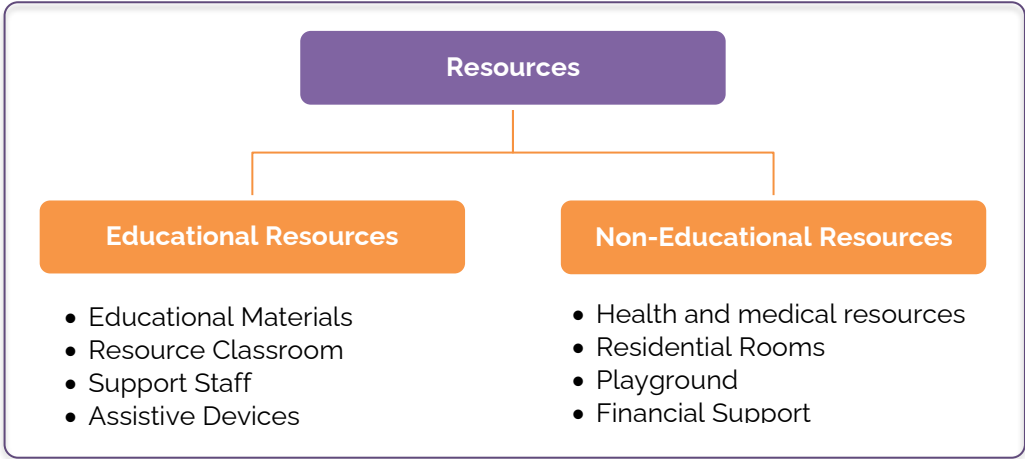 Resources
Educational Resources
• Educational Materials
• Resource Classroom
• Support Staff
• Assistive Devices
Non-Educational Resources
• Health and medical resources
• Residential Rooms
• Playground
• Financial Support